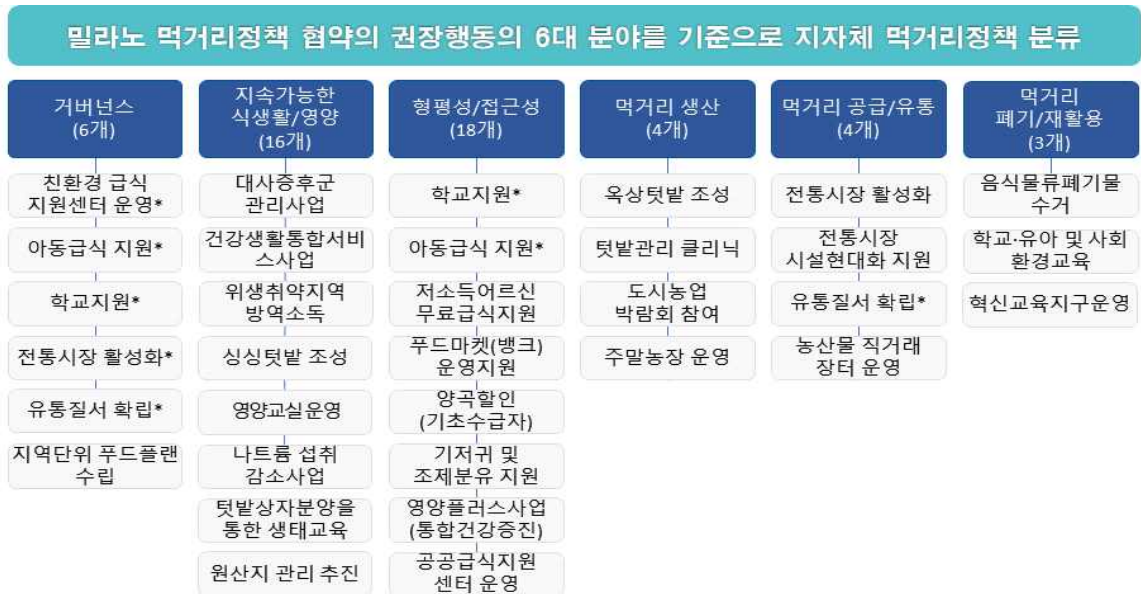 밀라노 먹거리정책 협약의 권장행동의 6대 분야를 기준으로 지자체 먹거리정책 분류
거버넌스
(6개)
친환경 급식
지원센터 운영*
아동급식 지원*
학교지원*
전통시장 활성화*
유통질서 확립*
지역단위 푸드플랜
수립
지속가능한
식생활/영양
(16개)
대사증후군
관리사업
건강생활통합서비
스사업
위생취약지역
방역소독
싱싱텃밭 조성
영양교실운영
나트륨 섭취
감소사업
텃밭상자분양을
통한 생태교육
원산지 관리 추진
형평성/접근성
(18개)
학교지원*
아동급식 지원*
저소득어르신
무료급식지원
푸드마켓(뱅크)
운영지원
양곡할인
(기초수급자)
기저귀 및
조제분유 지원
영양플러스사업
(통합건강증진)
공공급식지원
센터 운영
먹거리 생산
(4개)
옥상텃밭 조성
텃밭관리 클리닉
도시농업
박람회 참여
주말농장 운영
먹거리 공급/유통
(4개)
전통시장 활성화
전통시장
시설현대화 지원
유통질서 확립*
농산물 직거래
장터 운영
먹거리
폐기/재활용
(3개)
음식물류폐기물
수거
학교·유아 및 사회
환경교육
혁신교육지구운영